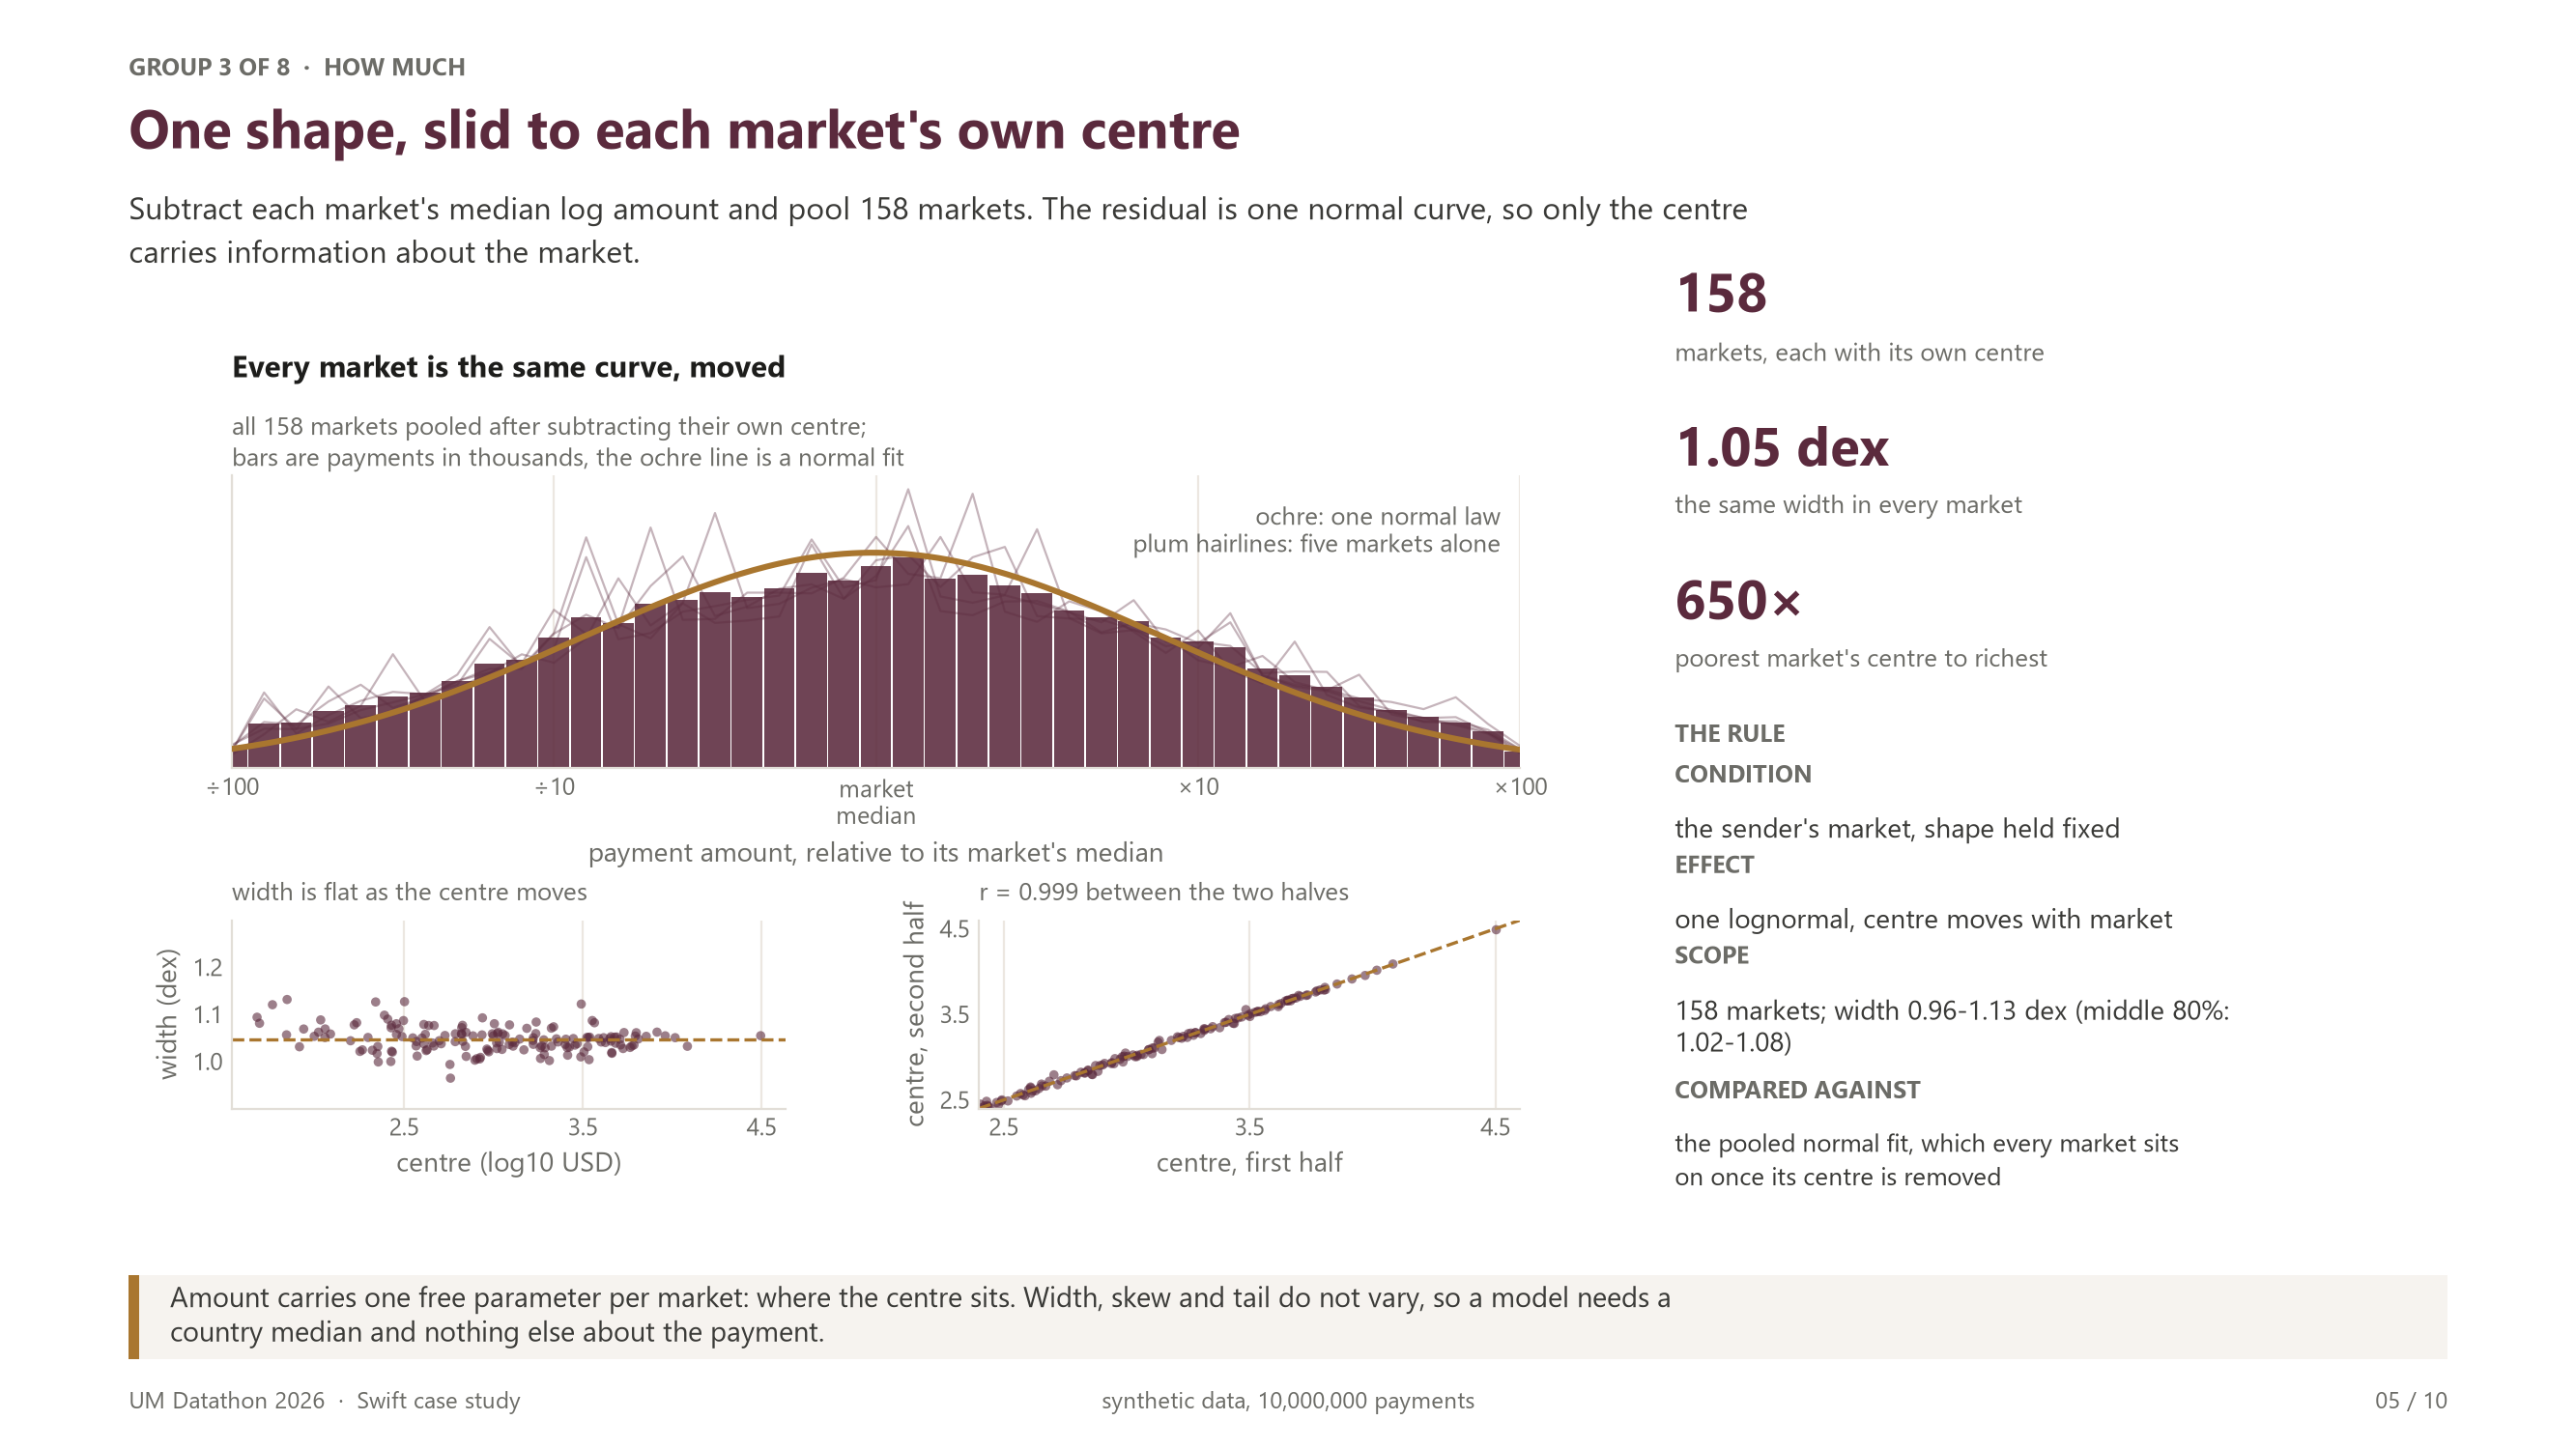 GROUP 3 OF 8 · HOW MUCH
One shape, slid to each market's own centre
Subtract each market's median log amount and pool 158 markets. The residual is one normal curve, so only the centre
carries information about the market.
Every market is the same curve, moved
all 158 markets pooled after subtracting their own centre;
bars are payments in thousands, the ochre line is a normal fit
ochre: one normal law
plum hairlines: five markets alone
÷100
÷10
market
median
×10
×100
payment amount, relative to its market's median
width is flat as the centre moves
width (dex)
1.2
1.1
1.0
2.5
3.5
4.5
centre (log10 USD)
r = 0.999 between the two halves
centre, second half
4.5
3.5
2.5
2.5
3.5
4.5
centre, first half
158
markets, each with its own centre
1.05 dex
the same width in every market
650×
poorest market's centre to richest
THE RULE
CONDITION
the sender's market, shape held fixed
EFFECT
one lognormal, centre moves with market
SCOPE
158 markets; width 0.96-1.13 dex (middle 80%:
1.02-1.08)
COMPARED AGAINST
the pooled normal fit, which every market sits
on once its centre is removed
Amount carries one free parameter per market: where the centre sits. Width, skew and tail do not vary, so a model needs a
country median and nothing else about the payment.
UM Datathon 2026 · Swift case study
synthetic data, 10,000,000 payments
05 / 10